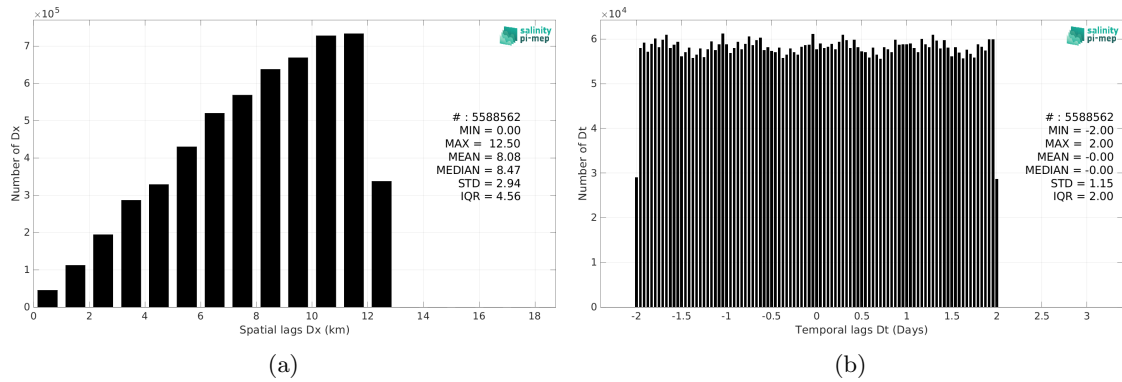 ×10⁵
7
6
5
4
3
2
1
0
0 2 4 6 8 10 12 14 16 18
Number of Dx
Spatial lags Dx (km)
salinity
pi-mep
# : 5588562
MIN = 0.00
MAX = 12.50
MEAN = 8.08
MEDIAN = 8.47
STD = 2.94
IQR = 4.56
(a)
×10⁴
6
5
4
3
2
1
0
-2 -1.5 -1 -0.5 0 0.5 1 1.5 2 2.5 3
Number of Dt
Temporal lags Dt (Days)
salinity
pi-mep
# : 5588562
MIN = -2.00
MAX = 2.00
MEAN = -0.00
MEDIAN = -0.00
STD = 1.15
IQR = 2.00
(b)